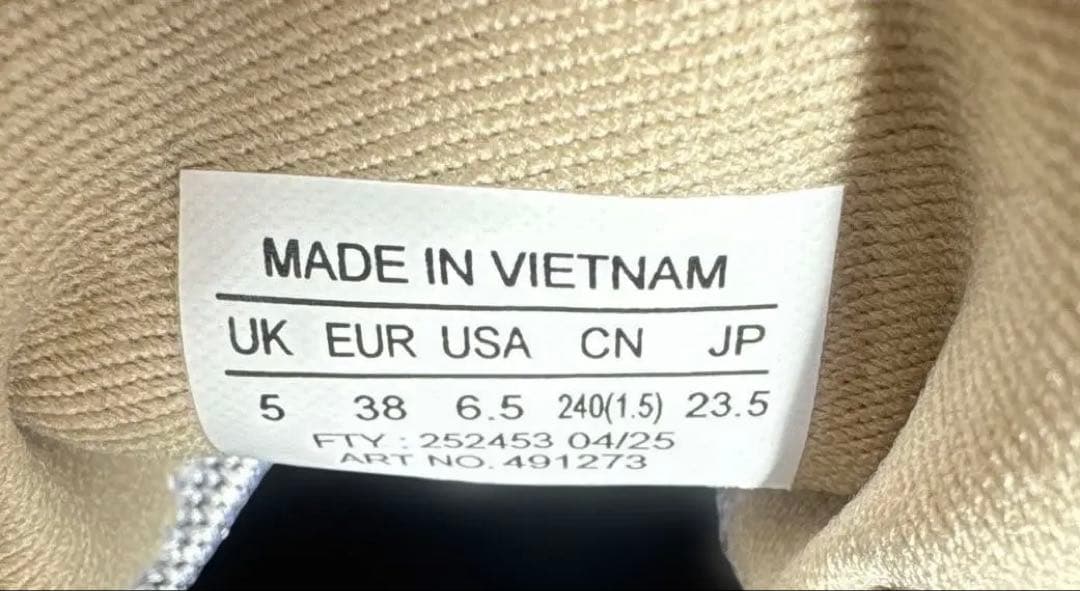 MADE IN VIETNAM
UK EUR USA CN JP
5 38 6.5 240(1.5) 23.5
FTY : 252453 04/25
ART NO. 491273